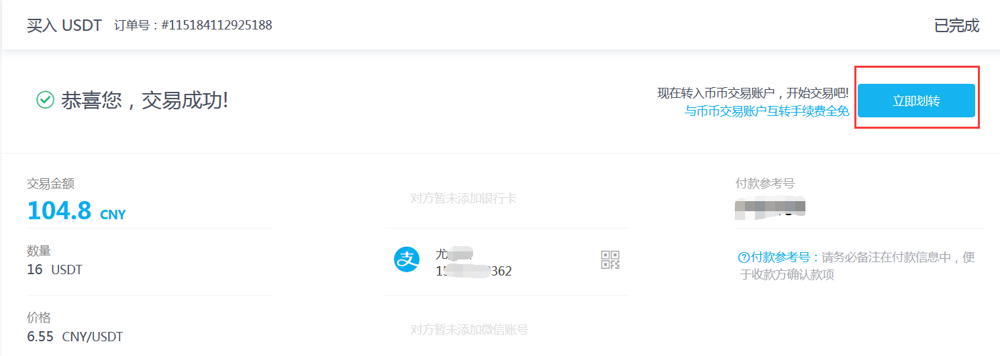 买入 USDT 订单号：#115184112925188
已完成
恭喜您，交易成功!
现在转入币币交易账户，开始交易吧!
与币币交易账户互转手续费全免
立即划转
交易金额
104.8 CNY
数量
16 USDT
价格
6.55 CNY/USDT
对方暂未添加银行卡
支
尤
15 362
对方暂未添加微信账号
付款参考号
?付款参考号：请务必备注在付款信息中，便
于收款方确认款项